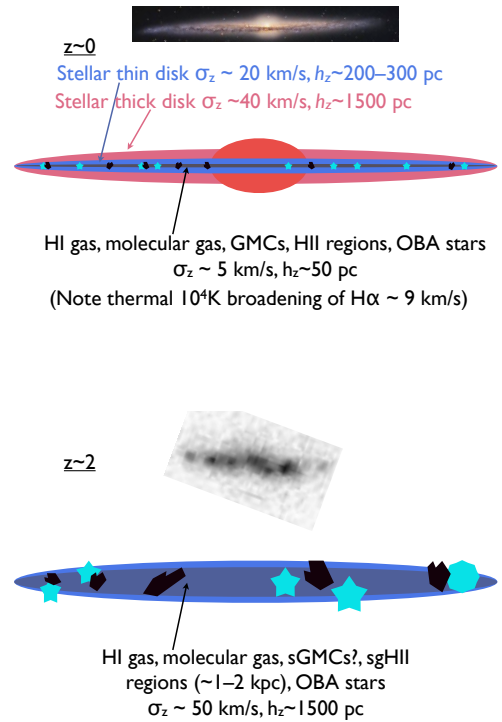 z~0
Stellar thin disk σz ~ 20 km/s, hz~200–300 pc
Stellar thick disk σz ~40 km/s, hz~1500 pc
HI gas, molecular gas, GMCs, HII regions, OBA stars
σz ~ 5 km/s, hz~50 pc
(Note thermal 10⁴K broadening of Hα ~ 9 km/s)
z~2
HI gas, molecular gas, sGMCs?, sgHII
regions (~1–2 kpc), OBA stars
σz ~ 50 km/s, hz~1500 pc